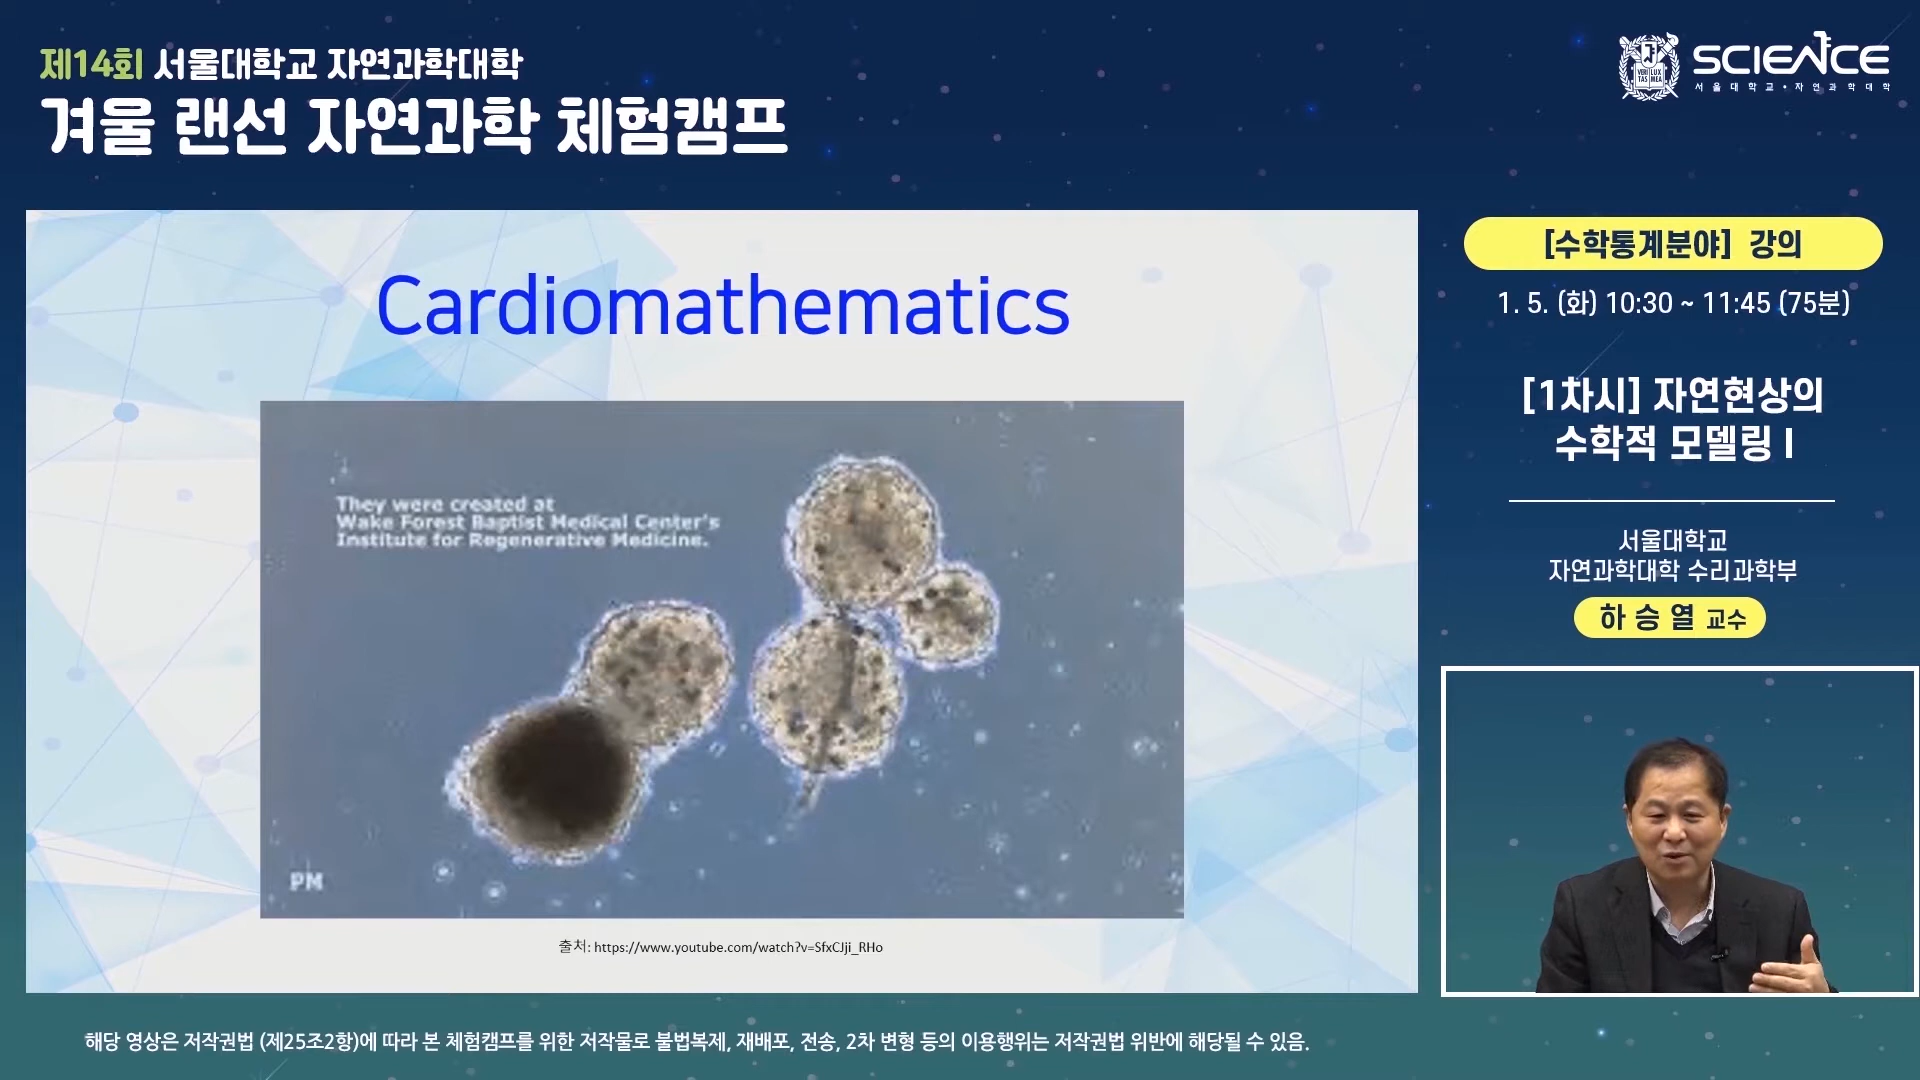 제14회 서울대학교 자연과학대학
겨울 랜선 자연과학 체험캠프
VERI LUX
TAS MEA
SCIENCE
서울대학교•자연과학대학
Cardiomathematics
They were created at
Wake Forest Baptist Medical Center's
Institute for Regenerative Medicine.
PM
출처: https://www.youtube.com/watch?v=SfxCJji_RHo
[수학통계분야] 강의
1. 5. (화) 10:30 ~ 11:45 (75분)
[1차시] 자연현상의
수학적 모델링 I
서울대학교
자연과학대학 수리과학부
하 승 열 교수
해당 영상은 저작권법 (제25조2항)에 따라 본 체험캠프를 위한 저작물로 불법복제, 재배포, 전송, 2차 변형 등의 이용행위는 저작권법 위반에 해당될 수 있음.